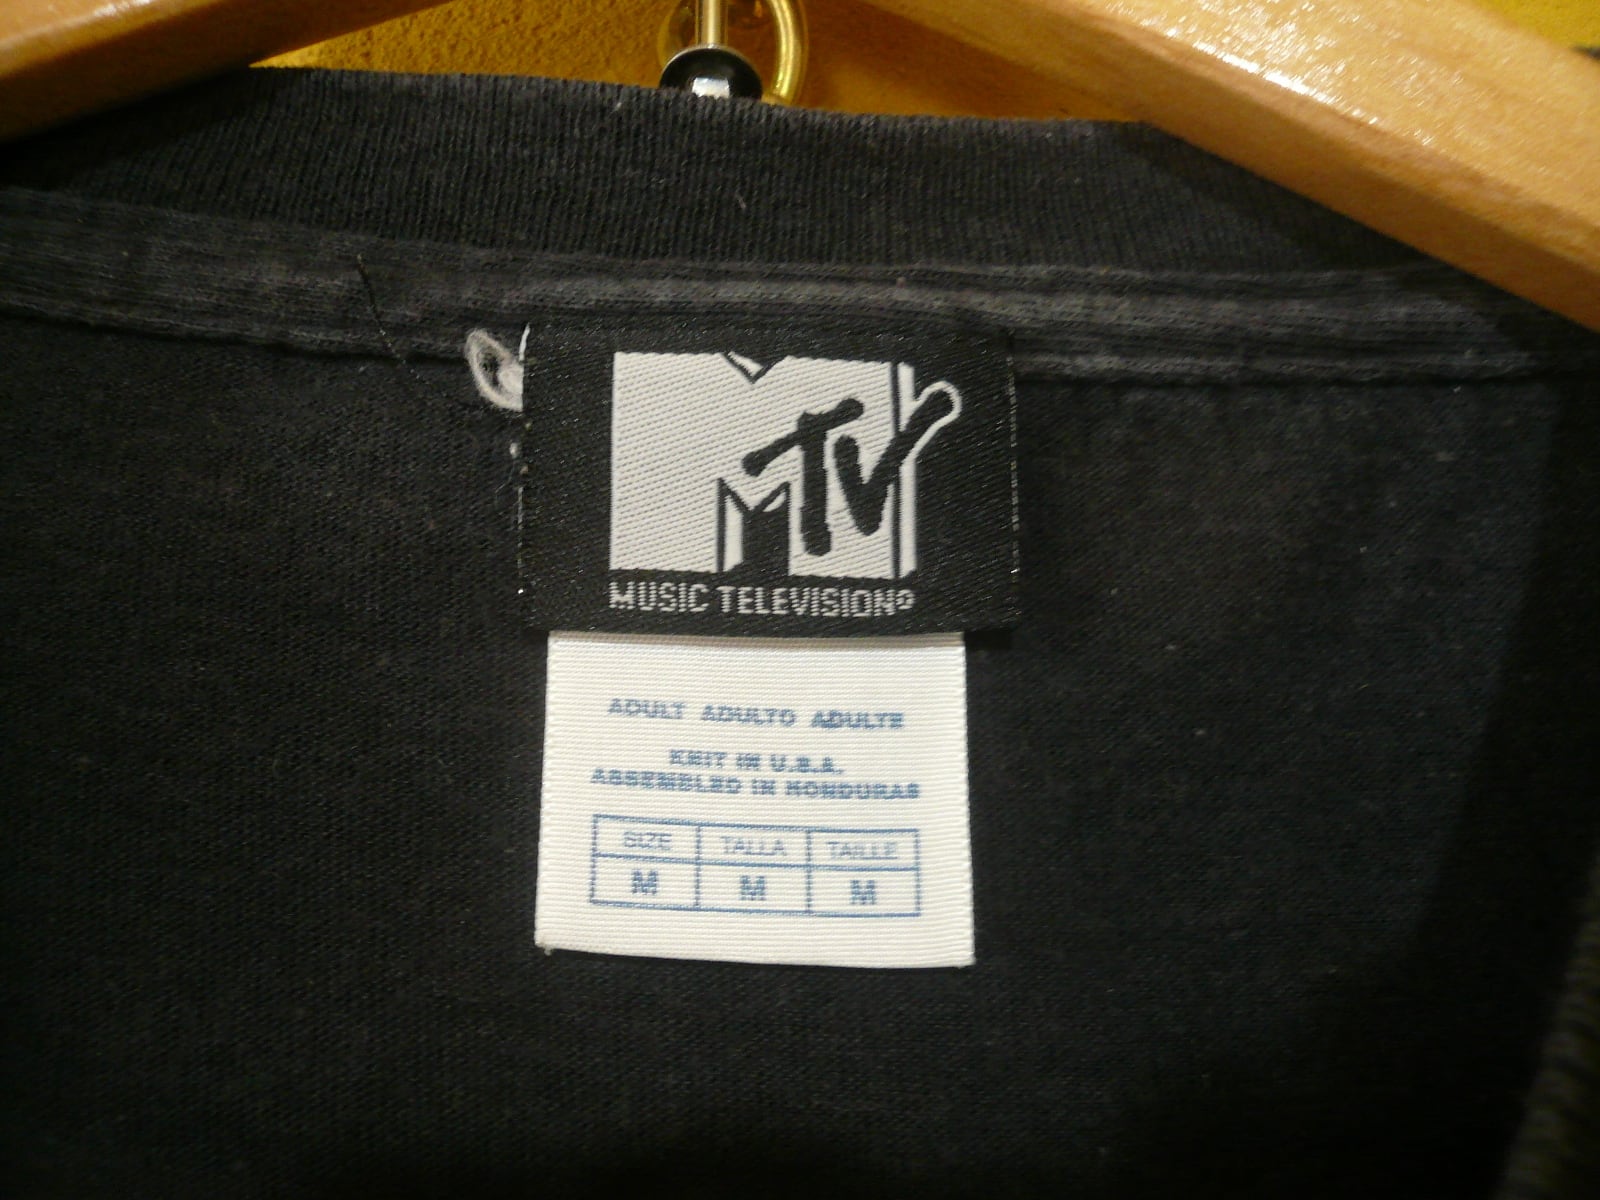 MTV
MUSIC TELEVISION®
ADULT ADULTO ADULTE
KNIT IN U.S.A.
ASSEMBLED IN HONDURAS
SIZE TALLA TAILLE
M M M